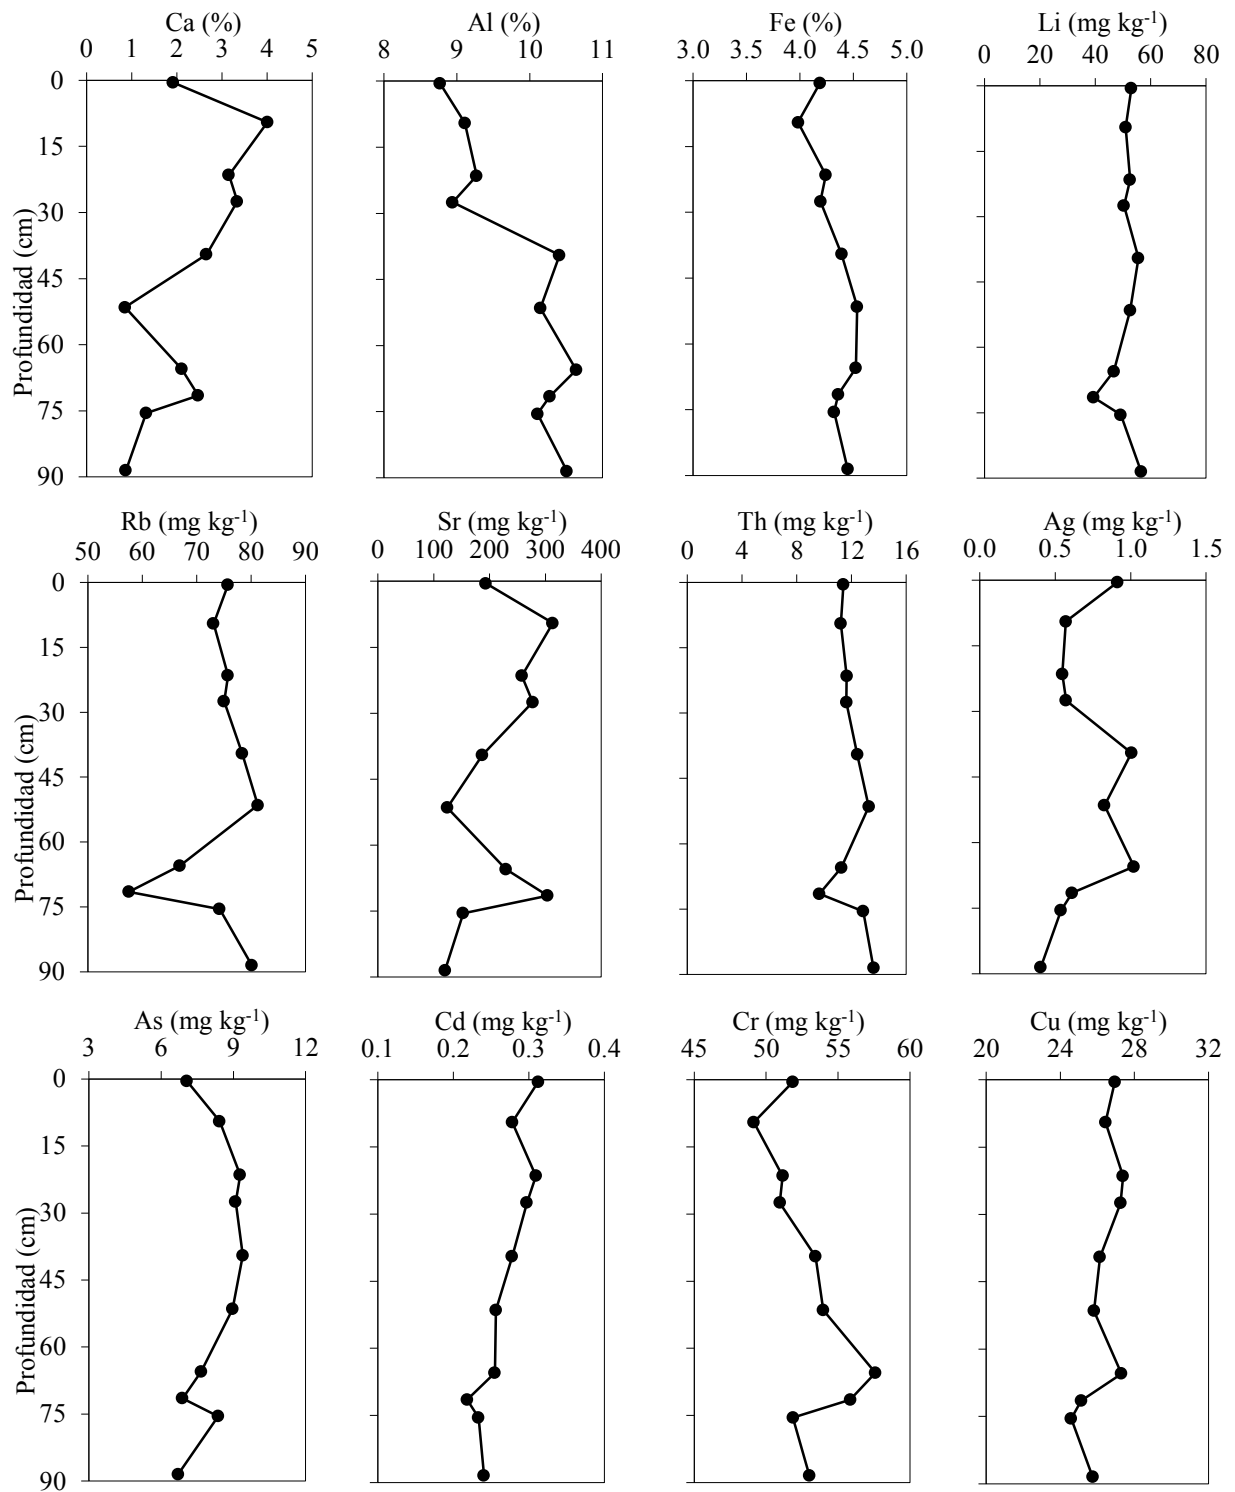 Ca (%) Al (%) Fe (%) Li (mg kg⁻¹)
0 1 2 3 4 5 8 9 10 11 3.0 4.0 4.5 5.0 0 20 40 60 80
0
15
30
45
60
75
90
Profundidad (cm)
Rb (mg kg⁻¹) Sr (mg kg⁻¹) Th (mg kg⁻¹) Ag (mg kg⁻¹)
50 60 70 80 90 0 100 200 300 400 0 4 8 12 16 0.0 0.5 1.0 1.5
0
15
30
45
60
75
90
Profundidad (cm)
As (mg kg⁻¹) Cd (mg kg⁻¹) Cr (mg kg⁻¹) Cu (mg kg⁻¹)
3 6 9 12 0.1 0.2 0.3 0.4 45 50 55 60 20 24 28 32
0
15
30
45
60
75
90
Profundidad (cm)